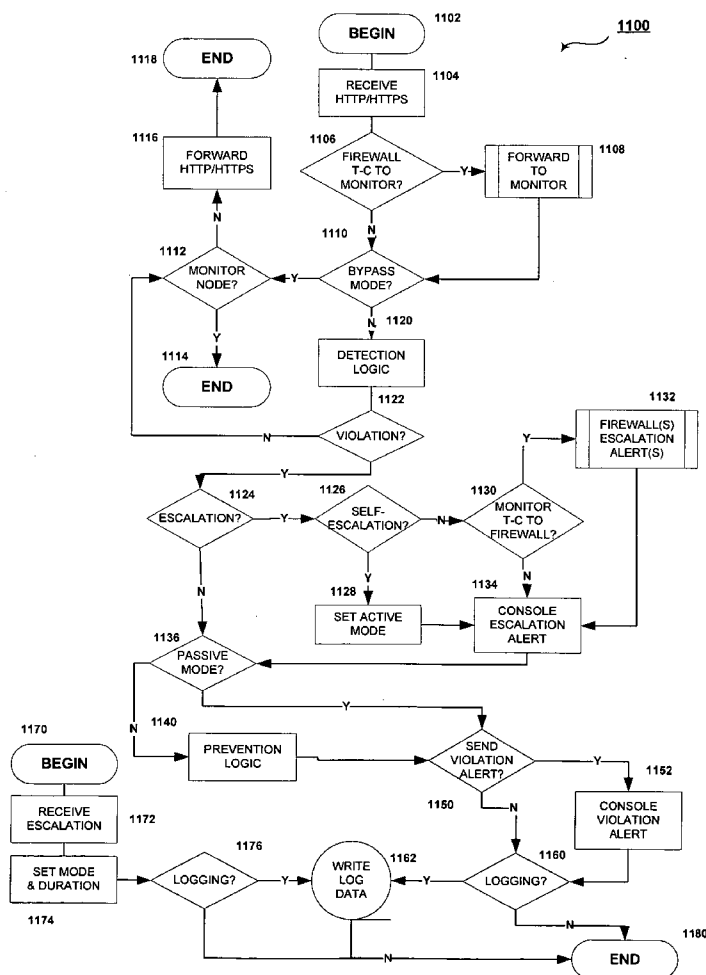 1102
BEGIN
1100
1118
END
1104
RECEIVE
HTTP/HTTPS
1116
FORWARD
HTTP/HTTPS
1106
FIREWALL
T-C TO
MONITOR?
Y
1108
FORWARD
TO
MONITOR
N
N
1110
1112
MONITOR
NODE?
Y
BYPASS
MODE?
Y
N
1120
1114
END
DETECTION
LOGIC
1122
1132
FIREWALL(S)
ESCALATION
ALERT(S)
N
VIOLATION?
Y
Y
1124
ESCALATION?
Y
1126
SELF-
ESCALATION?
N
1130
MONITOR
T-C TO
FIREWALL?
Y
N
N
1128
SET ACTIVE
MODE
1134
CONSOLE
ESCALATION
ALERT
1136
PASSIVE
MODE?
Y
N
1140
PREVENTION
LOGIC
SEND
VIOLATION
ALERT?
Y
1152
1150
N
CONSOLE
VIOLATION
ALERT
1170
BEGIN
RECEIVE
ESCALATION
1172
SET MODE
& DURATION
1174
1176
LOGGING?
Y
1162
WRITE
LOG
DATA
Y
1160
LOGGING?
N
N
1180
END